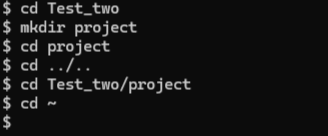 $ cd Test_two
$ mkdir project
$ cd project
$ cd ../..
$ cd Test_two/project
$ cd ~
$